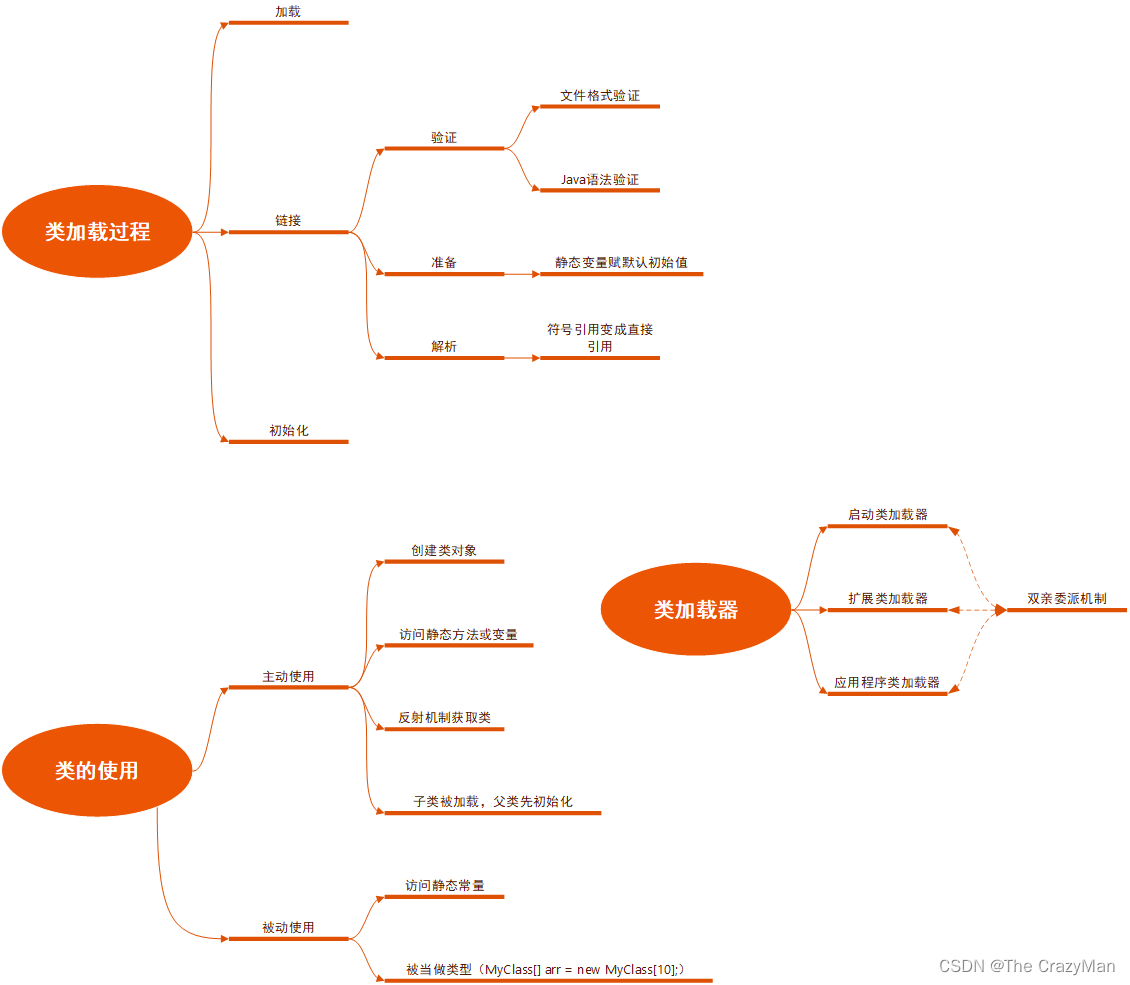 类加载过程
加载
链接
验证
文件格式验证
Java语法验证
准备
静态变量赋默认初始值
解析
符号引用变成直接
引用
初始化
类加载器
启动类加载器
扩展类加载器
应用程序类加载器
双亲委派机制
类的使用
主动使用
创建类对象
访问静态方法或变量
反射机制获取类
子类被加载，父类先初始化
被动使用
访问静态常量
被当做类型（MyClass[] arr = new MyClass[10];）
CSDN @The CrazyMan